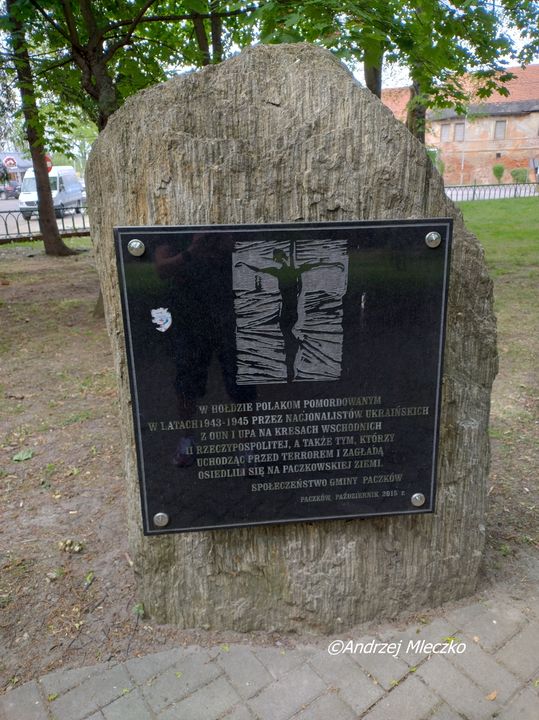 W HOŁDZIE POLAKOM POMORDOWANYM
W LATACH 1943-1945 PRZEZ NACJONALISTÓW UKRAIŃSKICH
Z OUN I UPA NA KRESACH WSCHODNICH
II RZECZYPOSPOLITEJ, A TAKŻE TYM, KTÓRZY
UCHODZĄC PRZED TERROREM I ZAGŁADĄ
OSIEDLILI SIĘ NA PACZKOWSKIEJ ZIEMI.
SPOŁECZEŃSTWO GMINY PACZKÓW
PACZKÓW, PAŹDZIERNIK 2015 r.
©Andrzej Mleczko